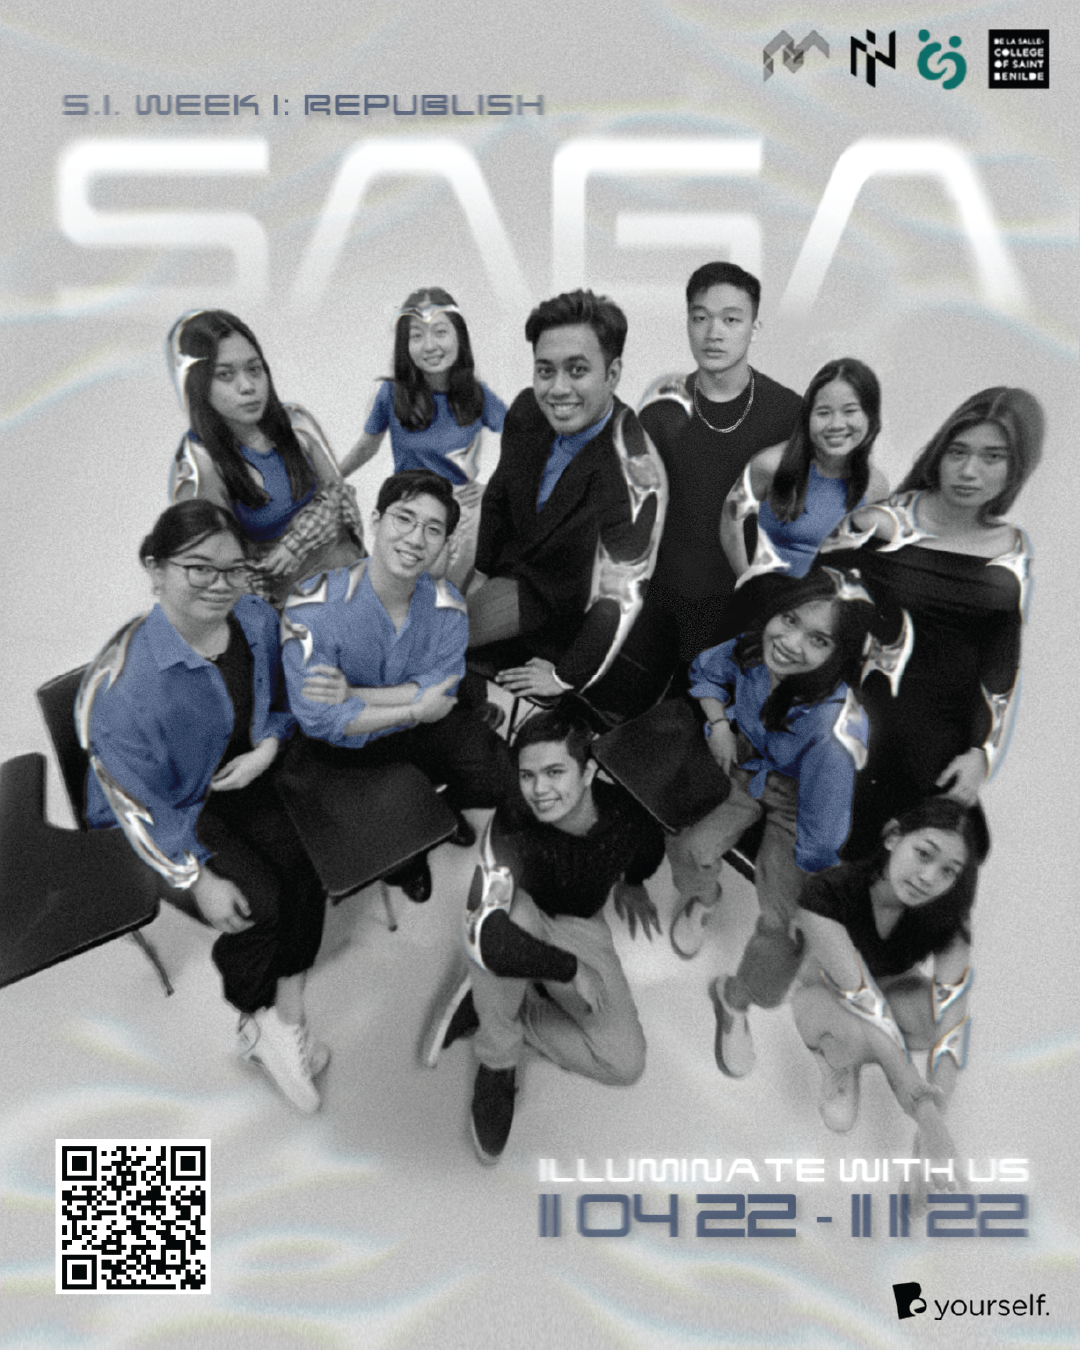 DE LA SALLE-
COLLEGE
OF SAINT
BENILDE
S.I. WEEK 1: REPUBLISH
SAGA
ILLUMINATE WITH US
11 04 22 - 11 11 22
B yourself.